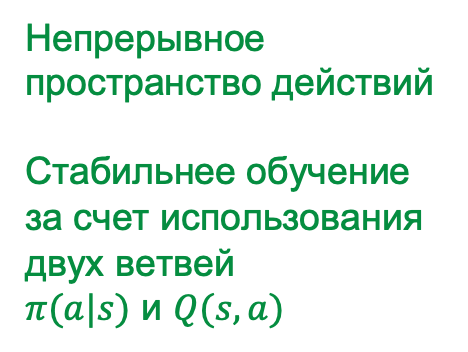 Непрерывное
пространство действий
Стабильнее обучение
за счет использования
двух ветвей
π(a|s) и Q(s, a)